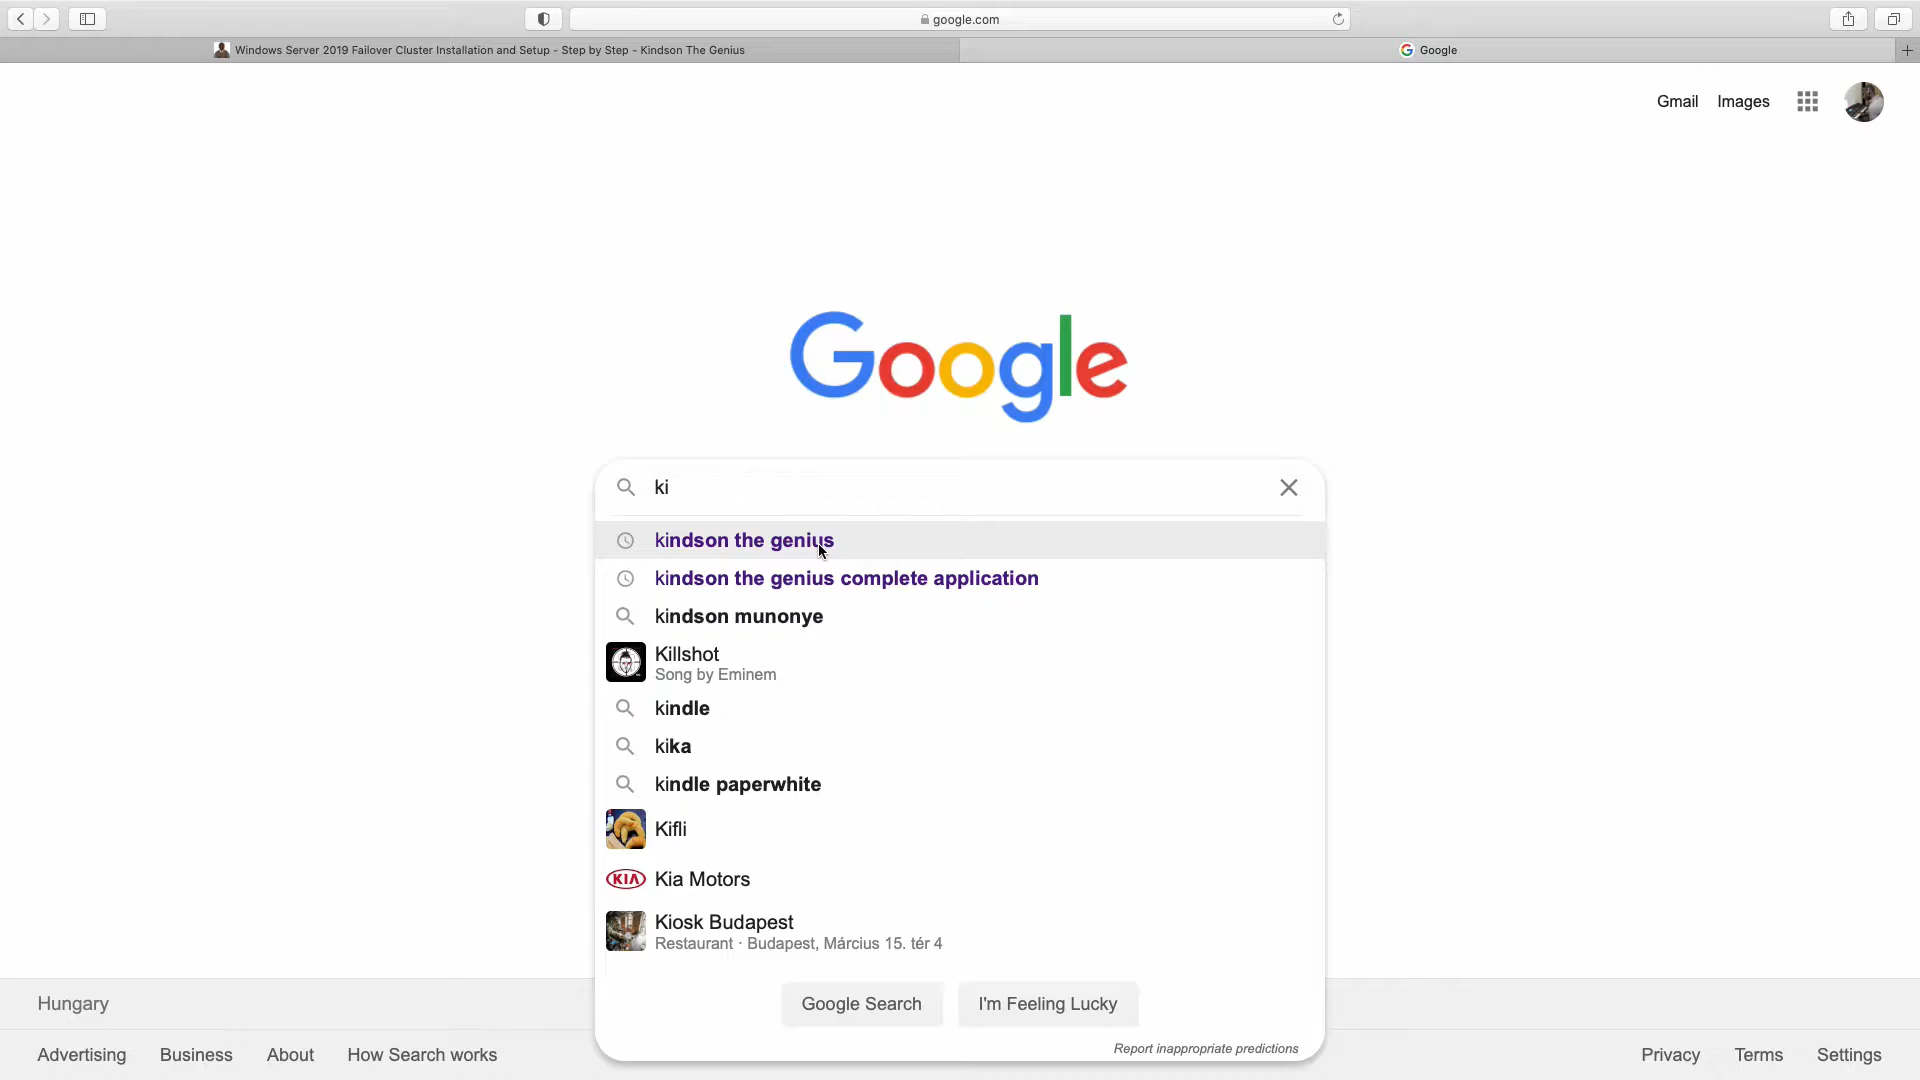 google.com
Windows Server 2019 Failover Cluster Installation and Setup - Step by Step - Kindson The Genius
Google
Gmail Images
Google
ki
kindson the genius
kindson the genius complete application
kindson munonye
Killshot
Song by Eminem
kindle
kika
kindle paperwhite
Kifli
KIA Kia Motors
Kiosk Budapest
Restaurant · Budapest, Március 15. tér 4
Google Search I'm Feeling Lucky
Report inappropriate predictions
Hungary
Advertising Business About How Search works Privacy Terms Settings